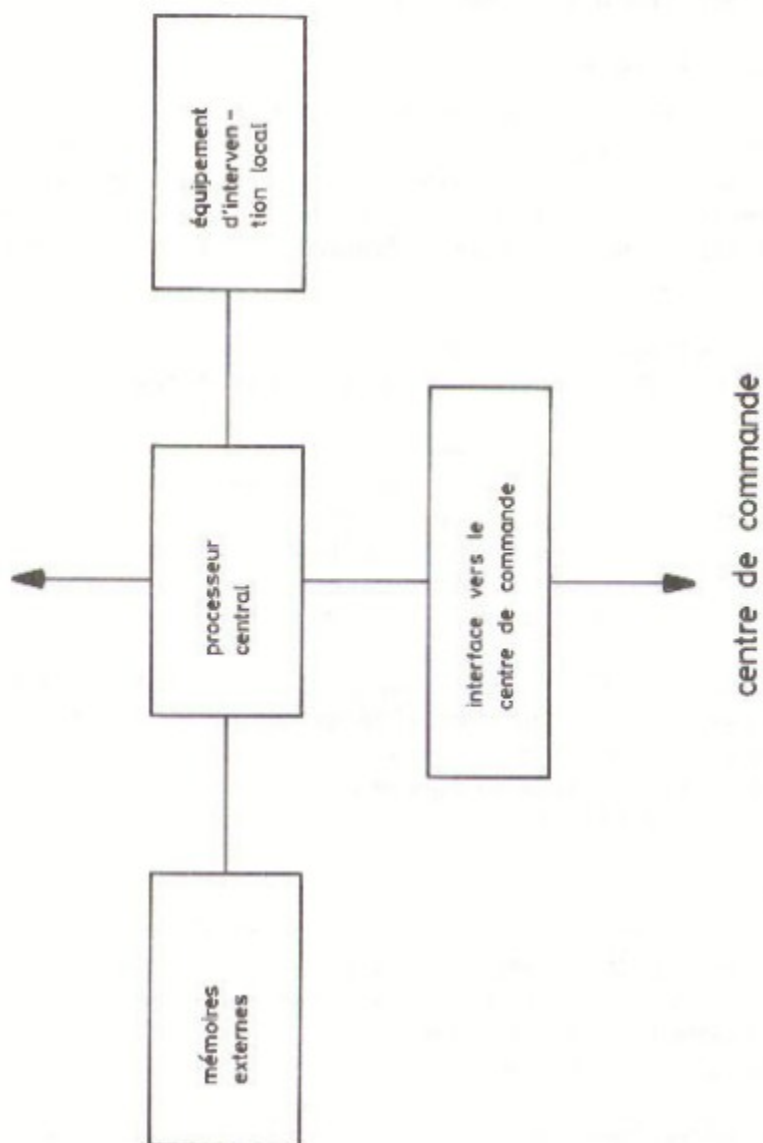 mémoires
externes
processeur
central
équipement
d'interven-
tion local
interface vers le
centre de commande
centre de commande